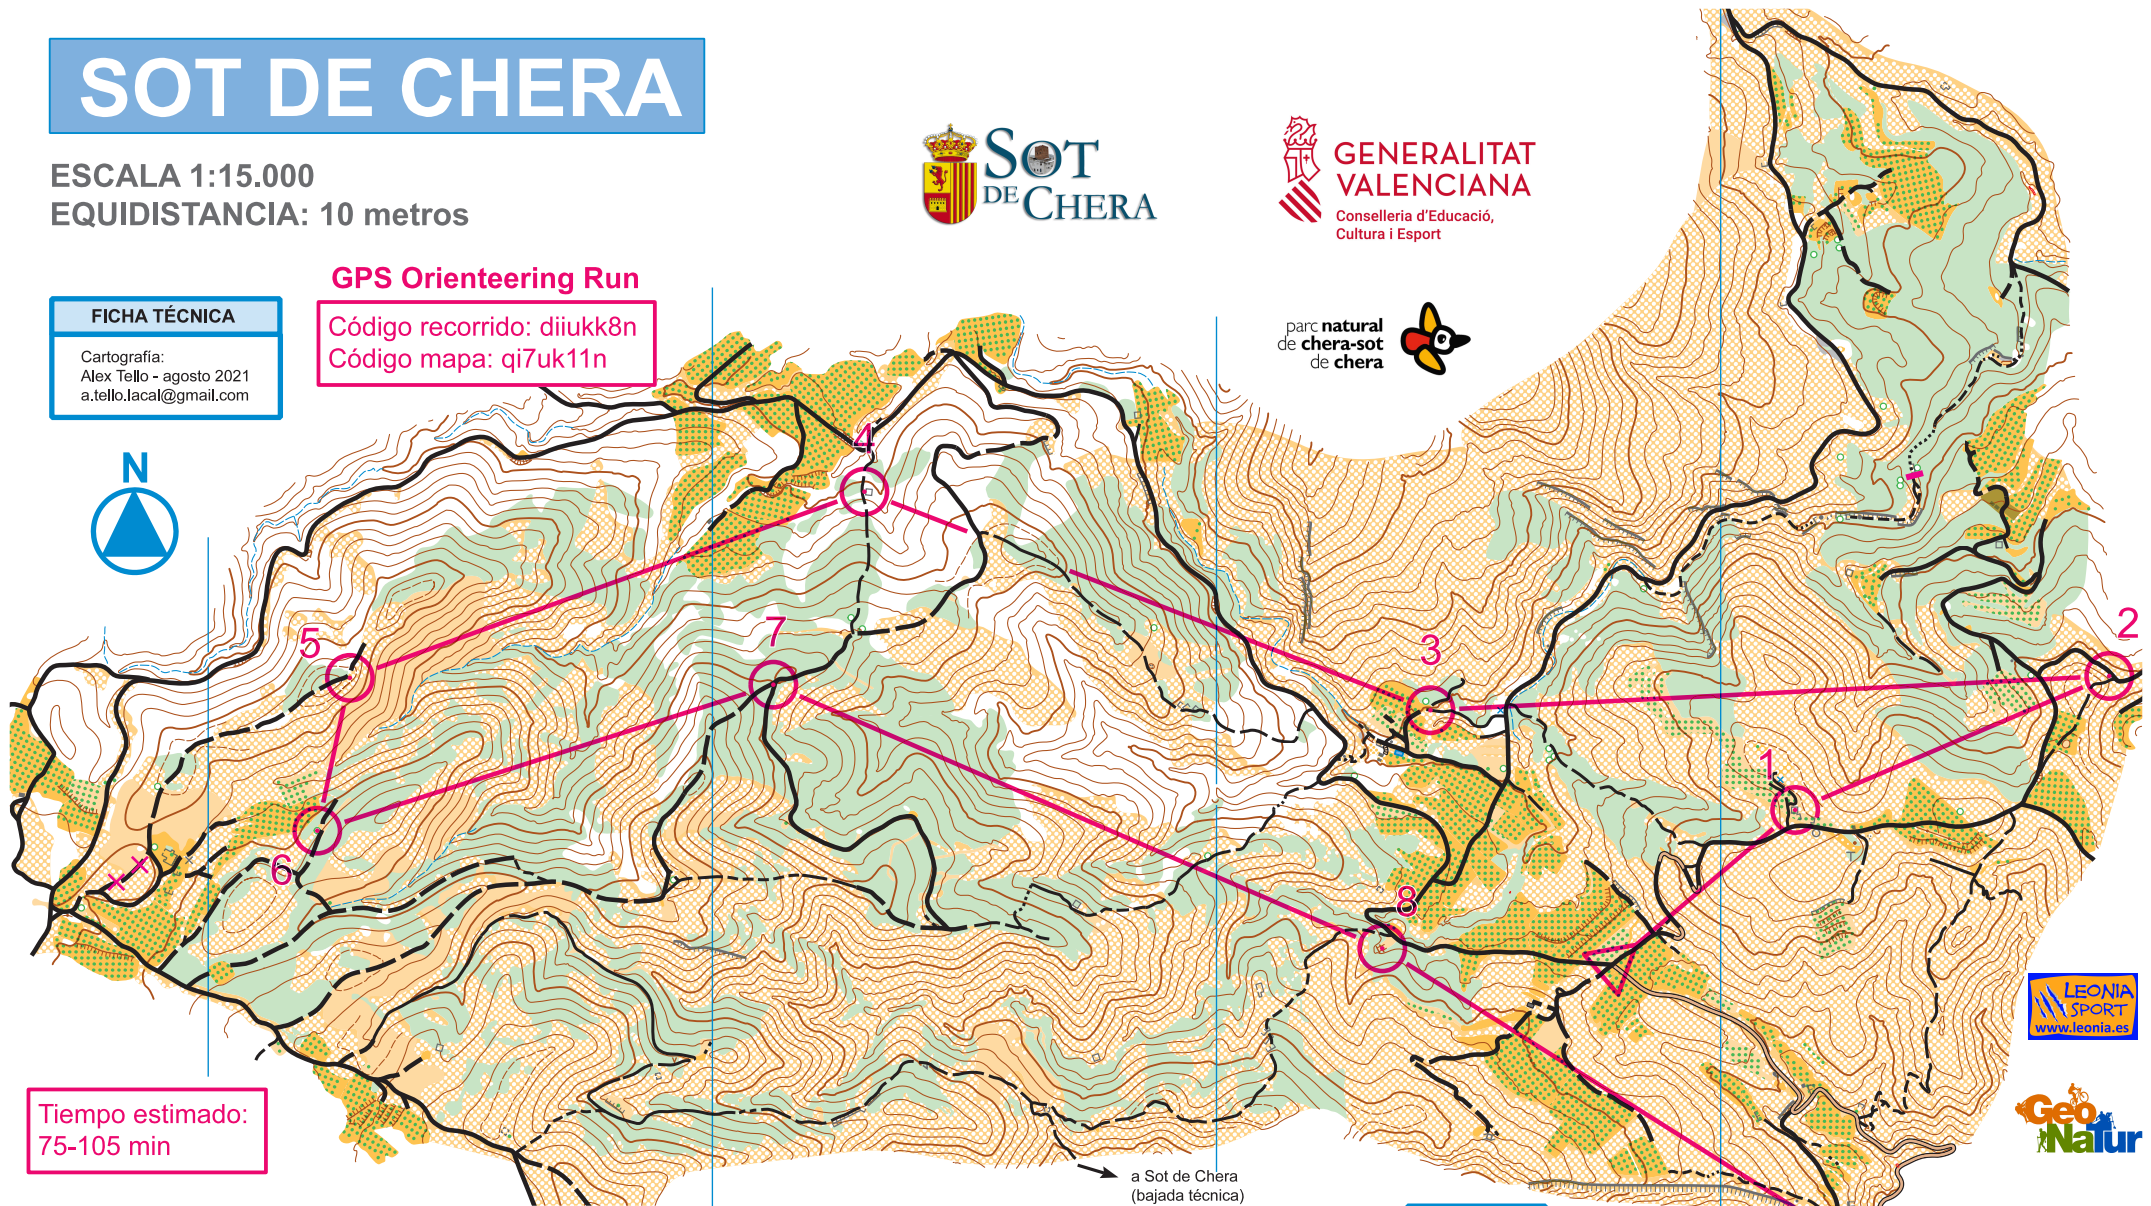 SOT DE CHERA
ESCALA 1:15.000
EQUIDISTANCIA: 10 metros
SOT
DE CHERA
GENERALITAT
VALENCIANA
Conselleria d'Educació,
Cultura i Esport
GPS Orienteering Run
Código recorrido: diiukk8n
Código mapa: qi7uk11n
FICHA TÉCNICA
Cartografía:
Alex Tello - agosto 2021
a.tello.lacal@gmail.com
parc natural
de chera-sot
de chera
N
4
5
7
3
2
1
6
8
LEONIA
SPORT
www.leonia.es
Geo
Natur
Tiempo estimado:
75-105 min
a Sot de Chera
(bajada técnica)